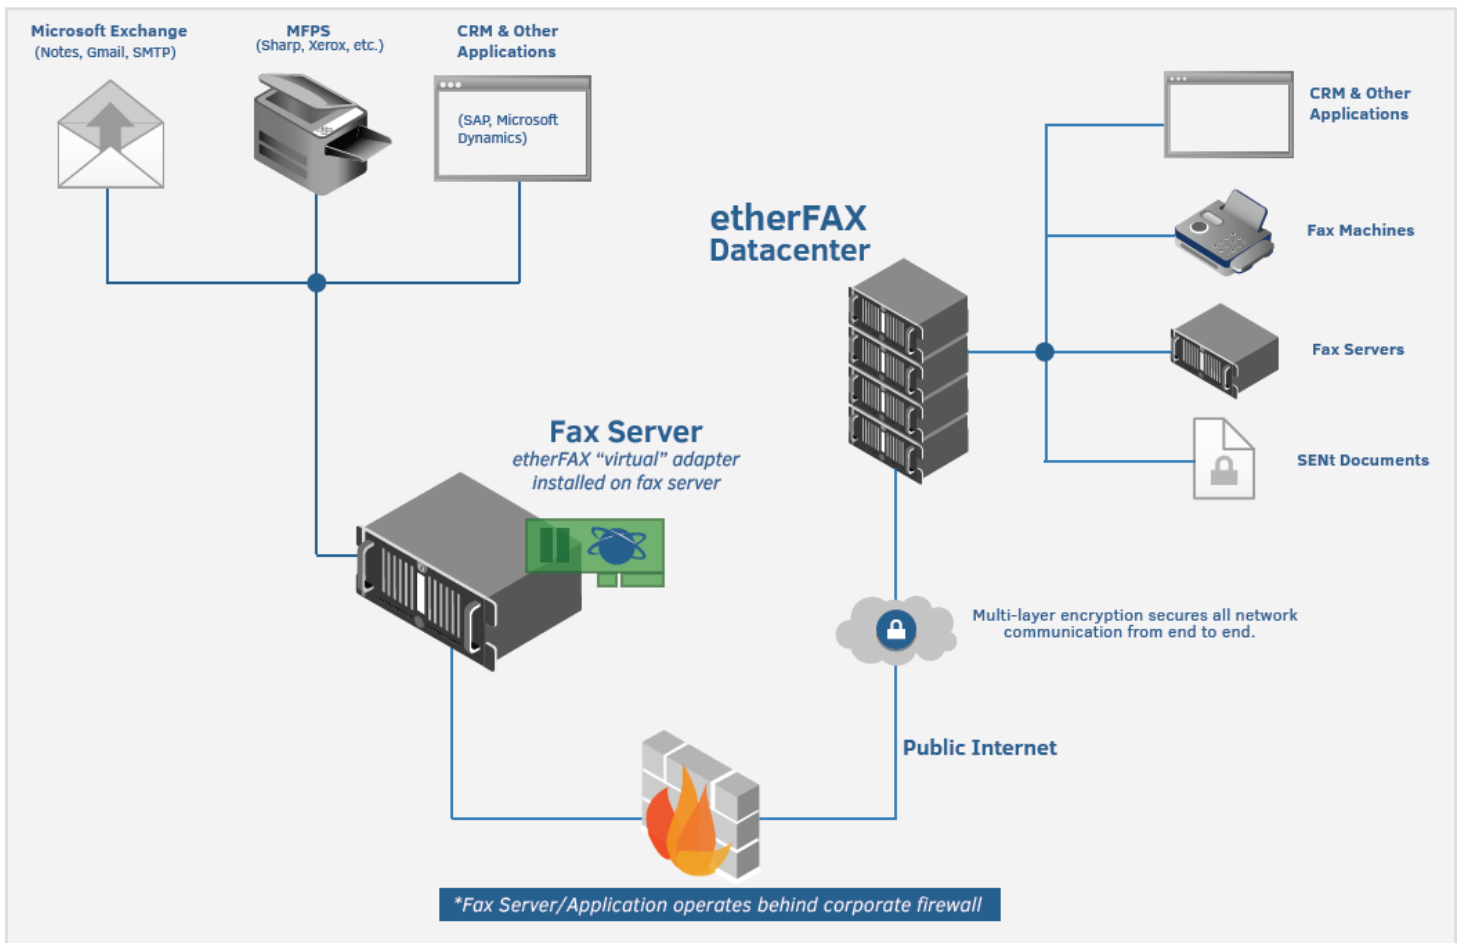 Microsoft Exchange
(Notes, Gmail, SMTP)
MFPS
(Sharp, Xerox, etc.)
CRM & Other
Applications
(SAP, Microsoft
Dynamics)
CRM & Other
Applications
etherFAX
Datacenter
Fax Machines
Fax Servers
Fax Server
etherFAX “virtual” adapter
installed on fax server
SENt Documents
Multi-layer encryption secures all network
communication from end to end.
Public Internet
*Fax Server/Application operates behind corporate firewall